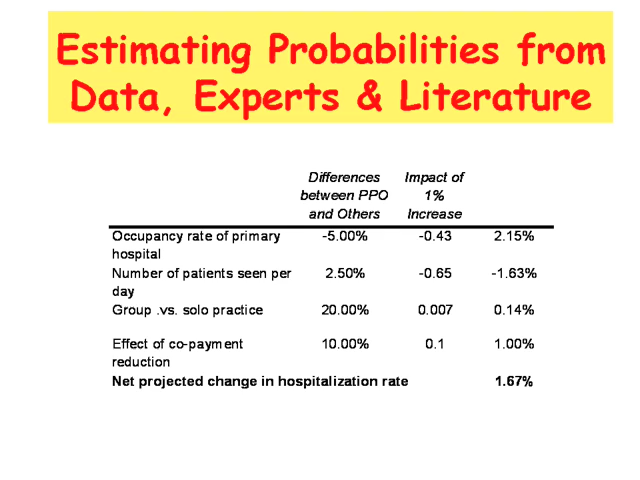 Estimating Probabilities from
Data, Experts & Literature
Differences between PPO and Others Impact of 1% Increase
Occupancy rate of primary hospital -5.00% -0.43 2.15%
Number of patients seen per day 2.50% -0.65 -1.63%
Group .vs. solo practice 20.00% 0.007 0.14%
Effect of co-payment reduction 10.00% 0.1 1.00%
Net projected change in hospitalization rate 1.67%